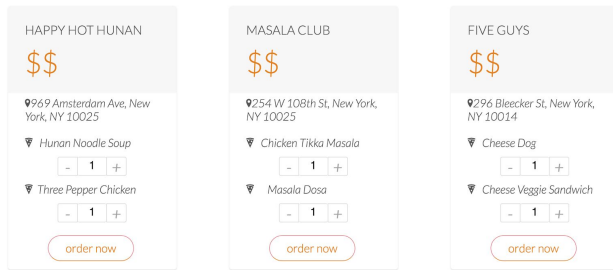 HAPPY HOT HUNAN
$$
969 Amsterdam Ave, New
York, NY 10025
Hunan Noodle Soup
- 1 +
Three Pepper Chicken
- 1 +
order now
MASALA CLUB
$$
254 W 108th St, New York,
NY 10025
Chicken Tikka Masala
- 1 +
Masala Dosa
- 1 +
order now
FIVE GUYS
$$
296 Bleecker St, New York,
NY 10014
Cheese Dog
- 1 +
Cheese Veggie Sandwich
- 1 +
order now